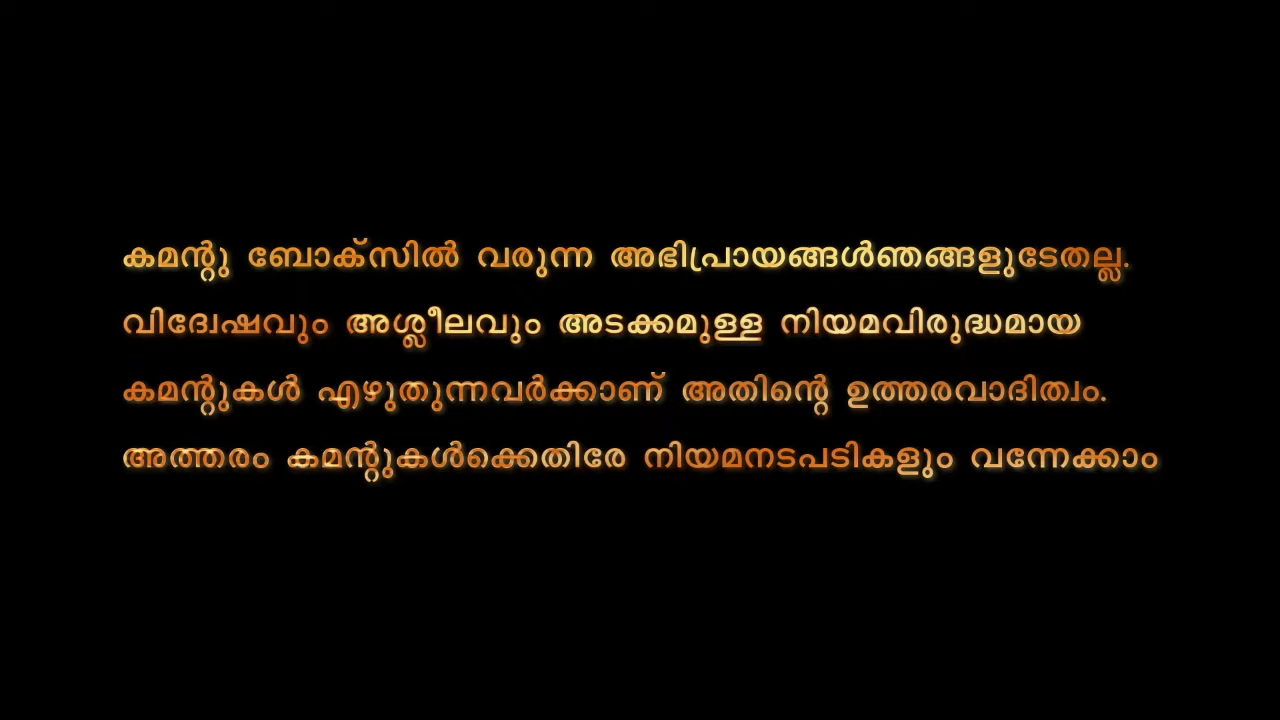 കമന്റു ബോക്സിൽ വരുന്ന അഭിപ്രായങ്ങൾഞങ്ങളുടേതല്ല.
വിദ്വേഷവും അശ്ലീലവും അടക്കമുള്ള നിയമവിരുദ്ധമായ
കമന്റുകൾ എഴുതുന്നവർക്കാണ് അതിന്റെ ഉത്തരവാദിത്വം.
അത്തരം കമന്റുകൾക്കെതിരേ നിയമനടപടികളും വന്നേക്കാം